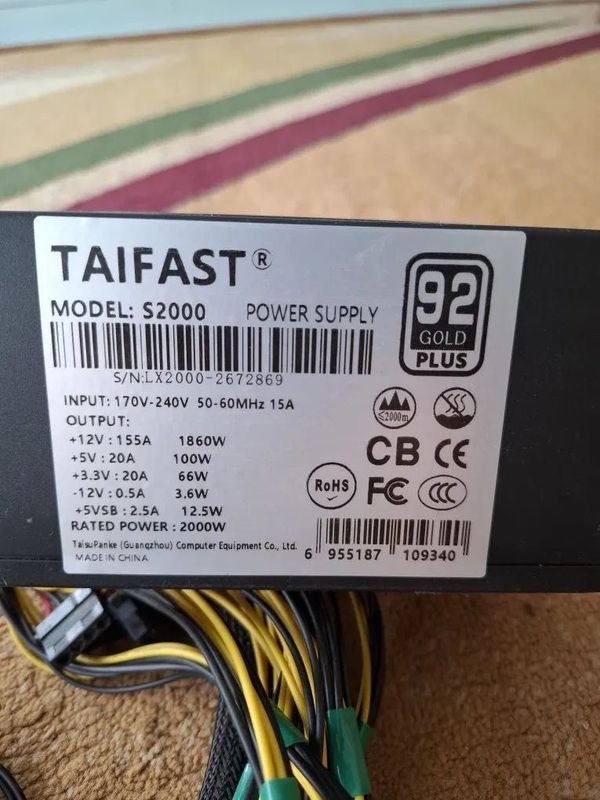 TAIFAST®
MODEL: S2000 POWER SUPPLY
92
GOLD
PLUS
S/N:LX2000-2672869
INPUT: 170V-240V 50-60MHz 15A
OUTPUT:
+12V : 155A 1860W
+5V : 20A 100W
+3.3V : 20A 66W
-12V : 0.5A 3.6W
+5VSB : 2.5A 12.5W
RATED POWER : 2000W
≤2000m
CB CE
RoHS FC CCC
TaisuPanke (Guangzhou) Computer Equipment Co., Ltd.
MADE IN CHINA
6 955187 109340